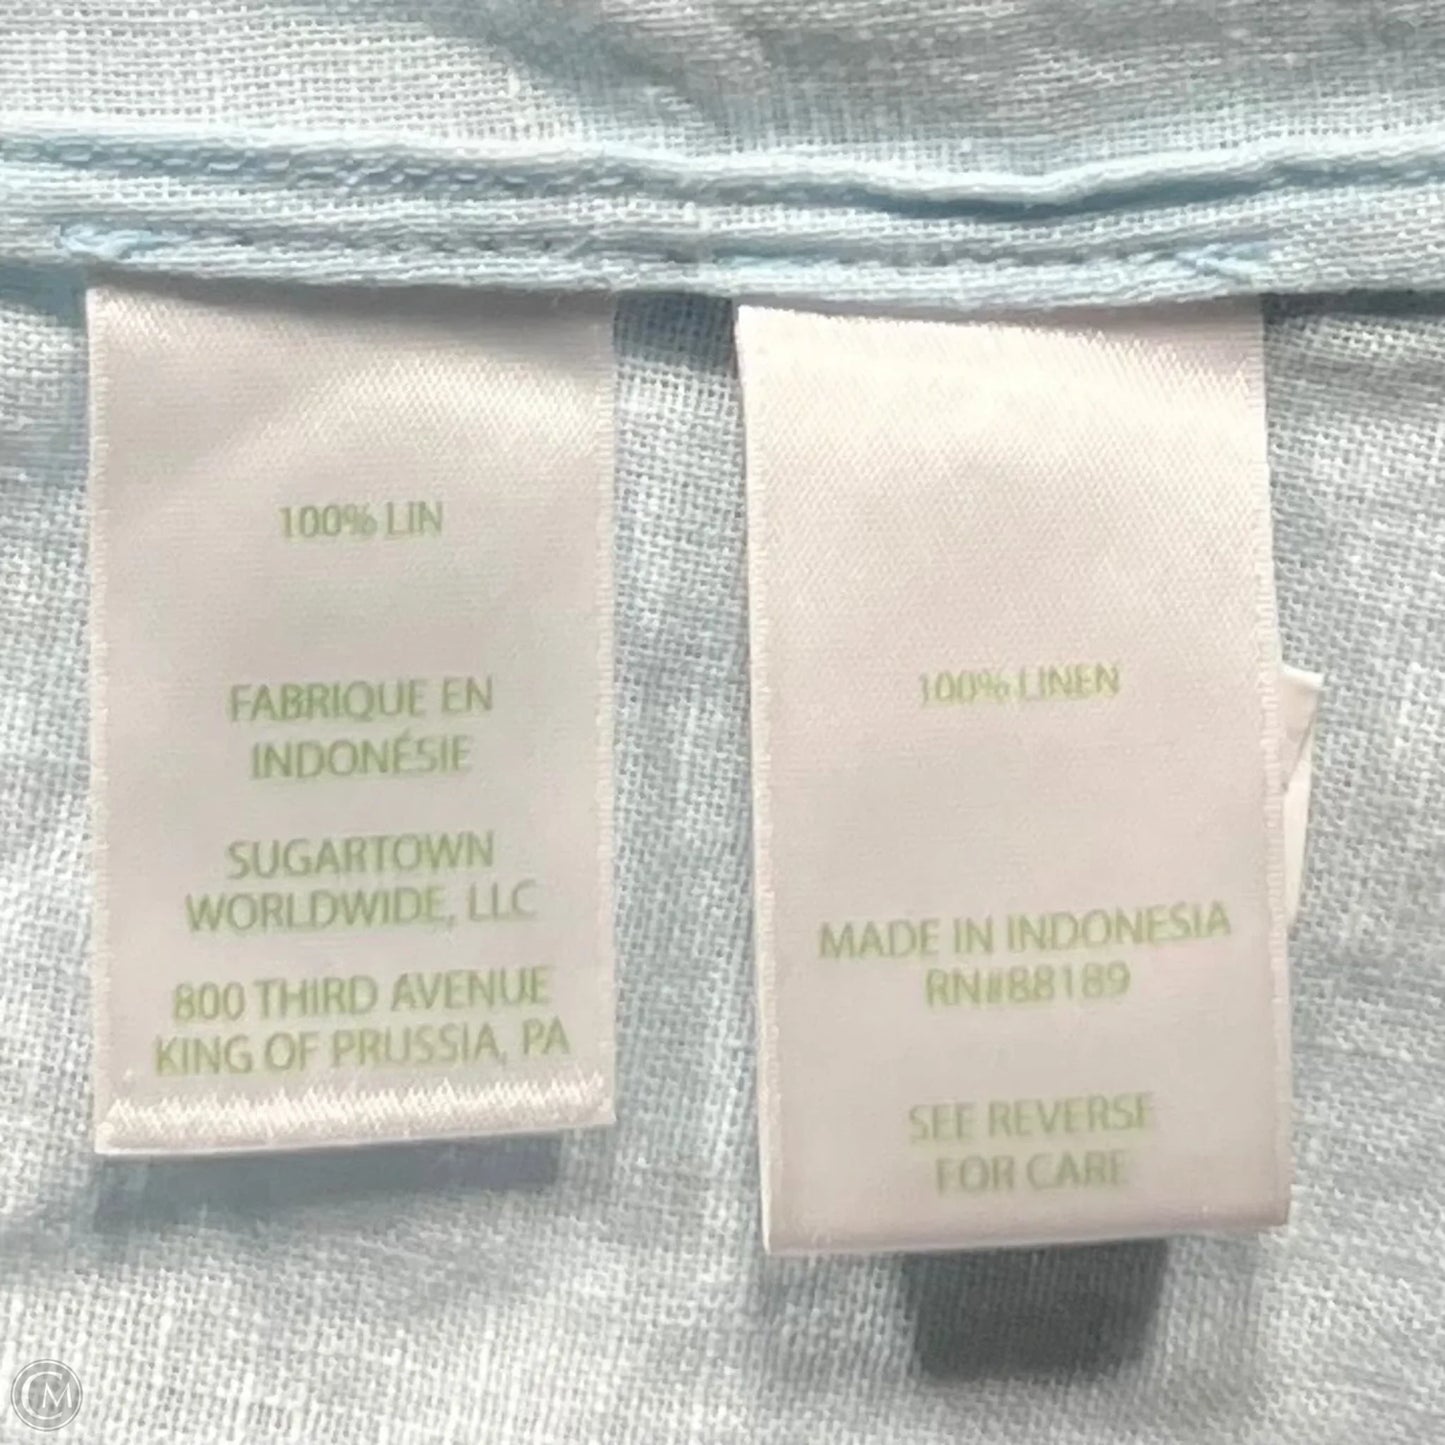 100% LIN
FABRIQUE EN
INDONÉSIE
SUGARTOWN
WORLDWIDE, LLC
800 THIRD AVENUE
KING OF PRUSSIA, PA
100% LINEN
MADE IN INDONESIA
RN#88189
SEE REVERSE
FOR CARE
CM